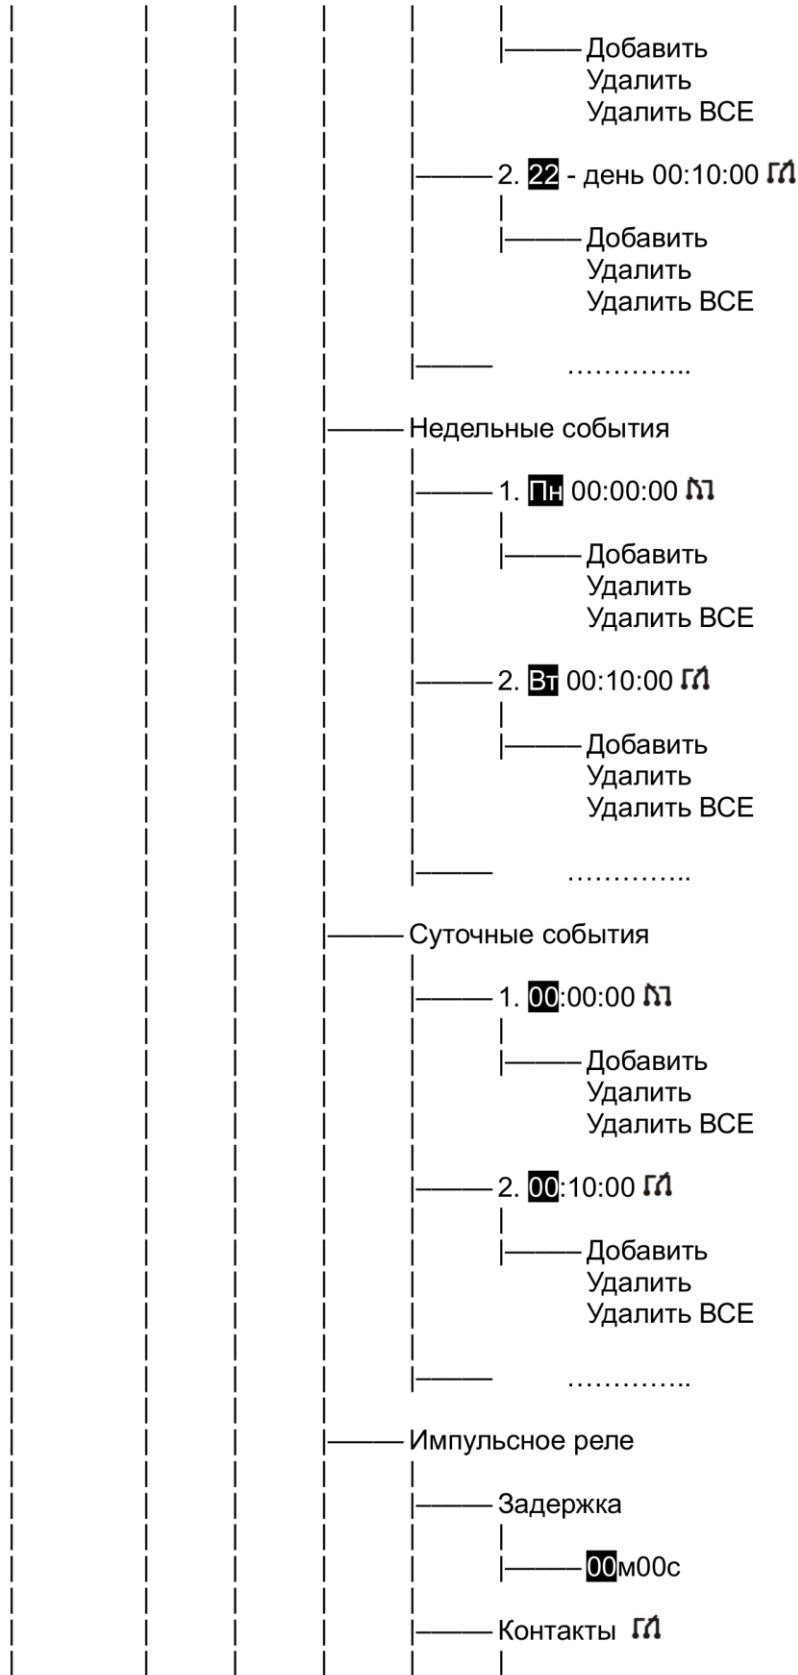 Добавить
Удалить
Удалить ВСЕ
2. 22 - день 00:10:00
Добавить
Удалить
Удалить ВСЕ
…………..
Недельные события
1. Пн 00:00:00
Добавить
Удалить
Удалить ВСЕ
2. Вт 00:10:00
Добавить
Удалить
Удалить ВСЕ
…………..
Суточные события
1. 00:00:00
Добавить
Удалить
Удалить ВСЕ
2. 00:10:00
Добавить
Удалить
Удалить ВСЕ
…………..
Импульсное реле
Задержка
00м00с
Контакты